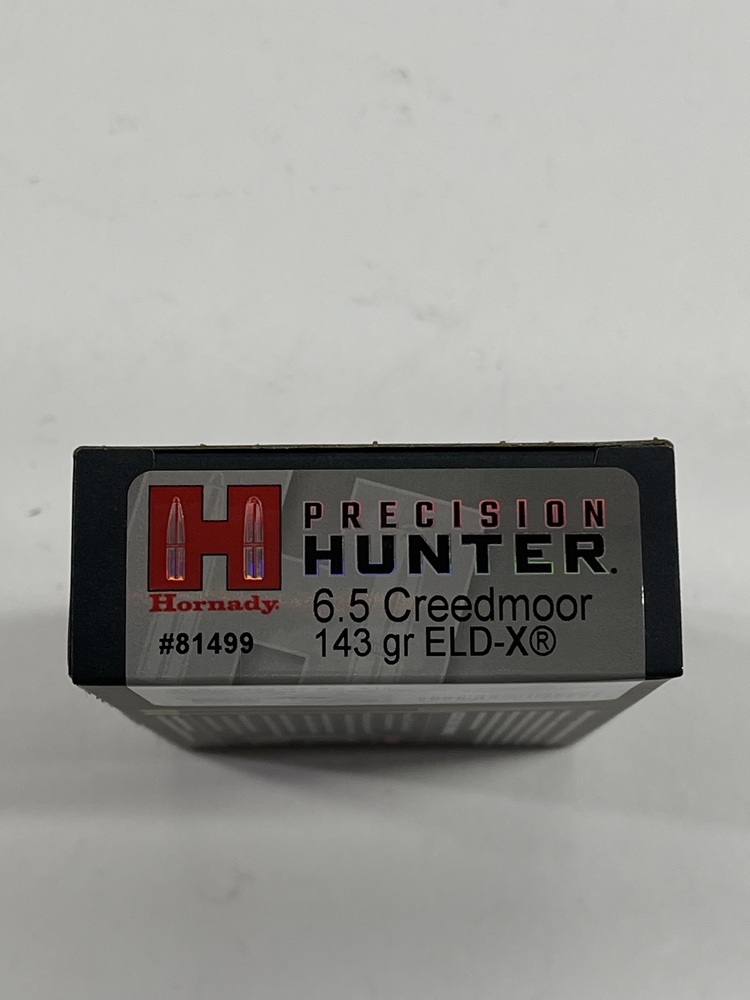 PRECISION
HUNTER.
Hornady.
6.5 Creedmoor
#81499
143 gr ELD-X®